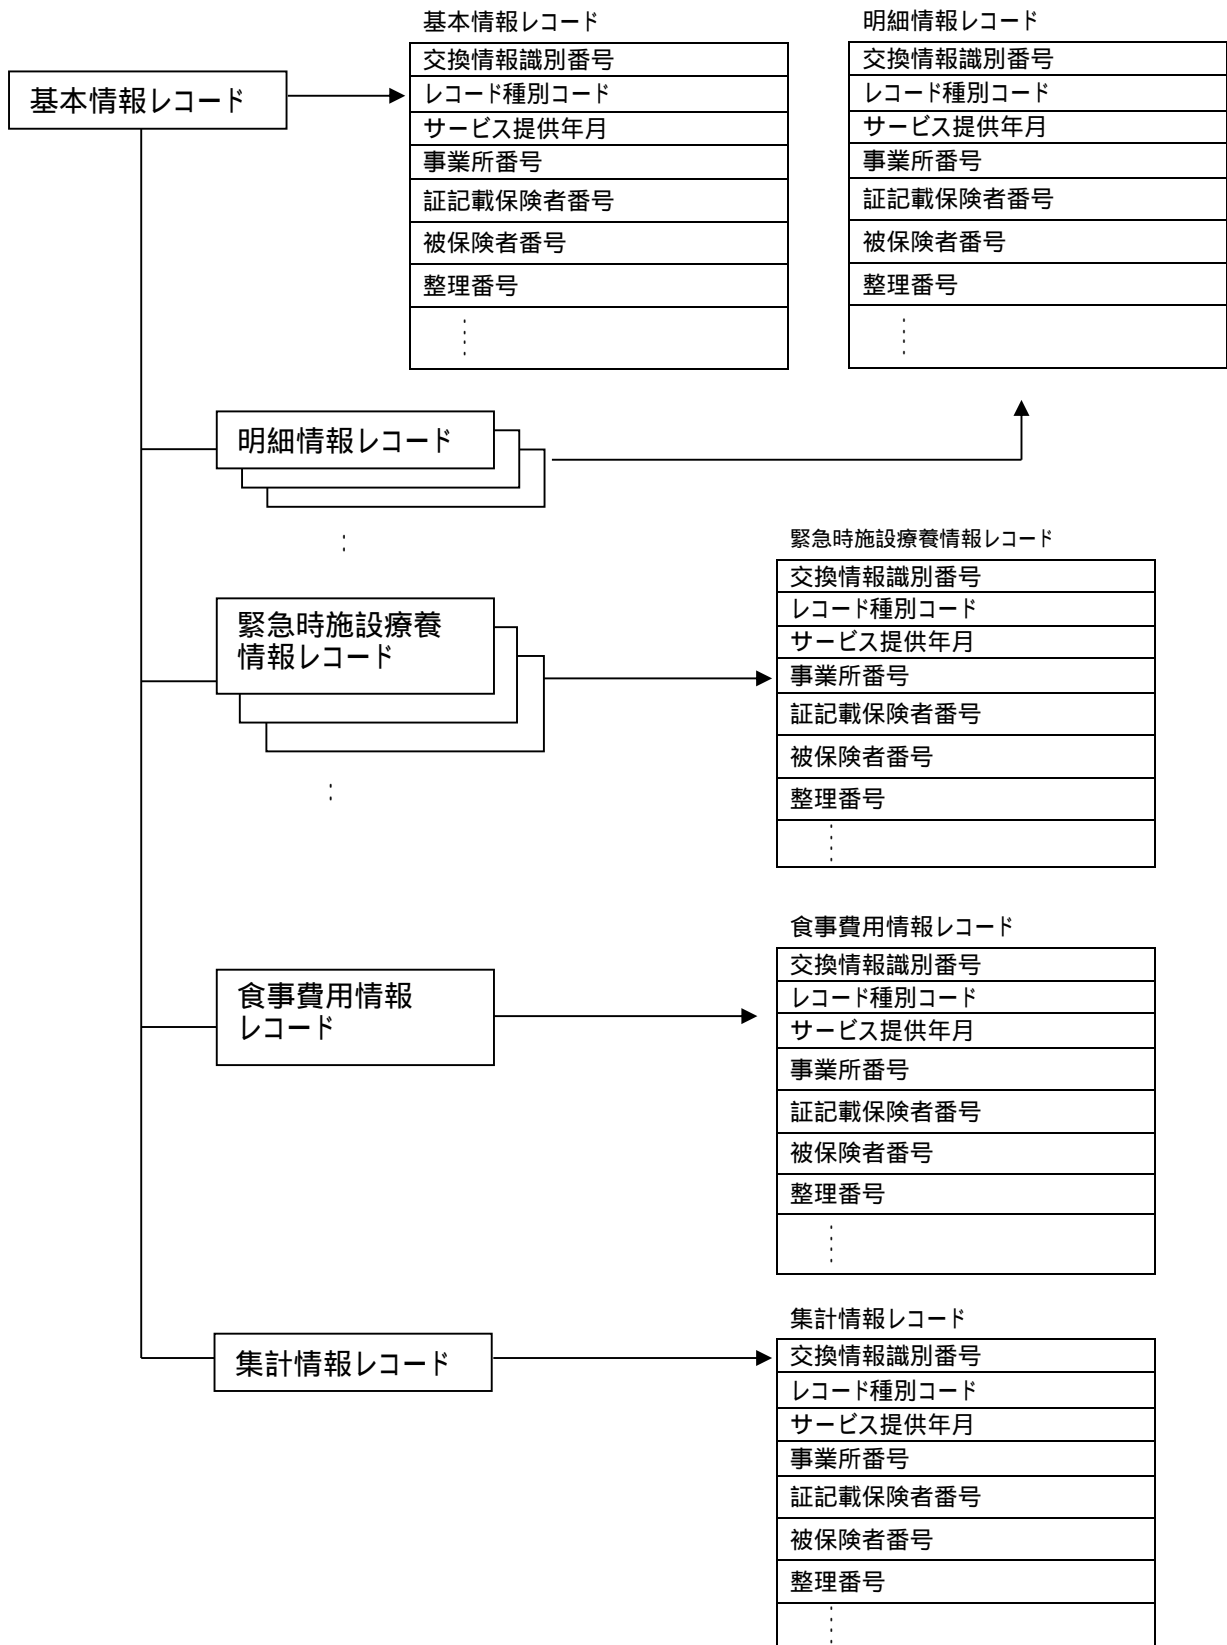 基本情報レコード
基本情報レコード
交換情報識別番号
レコード種別コード
サービス提供年月
事業所番号
証記載保険者番号
被保険者番号
整理番号
明細情報レコード
交換情報識別番号
レコード種別コード
サービス提供年月
事業所番号
証記載保険者番号
被保険者番号
整理番号
明細情報レコード
緊急時施設療養
情報レコード
緊急時施設療養情報レコード
交換情報識別番号
レコード種別コード
サービス提供年月
事業所番号
証記載保険者番号
被保険者番号
整理番号
食事費用情報
レコード
食事費用情報レコード
交換情報識別番号
レコード種別コード
サービス提供年月
事業所番号
証記載保険者番号
被保険者番号
整理番号
集計情報レコード
集計情報レコード
交換情報識別番号
レコード種別コード
サービス提供年月
事業所番号
証記載保険者番号
被保険者番号
整理番号